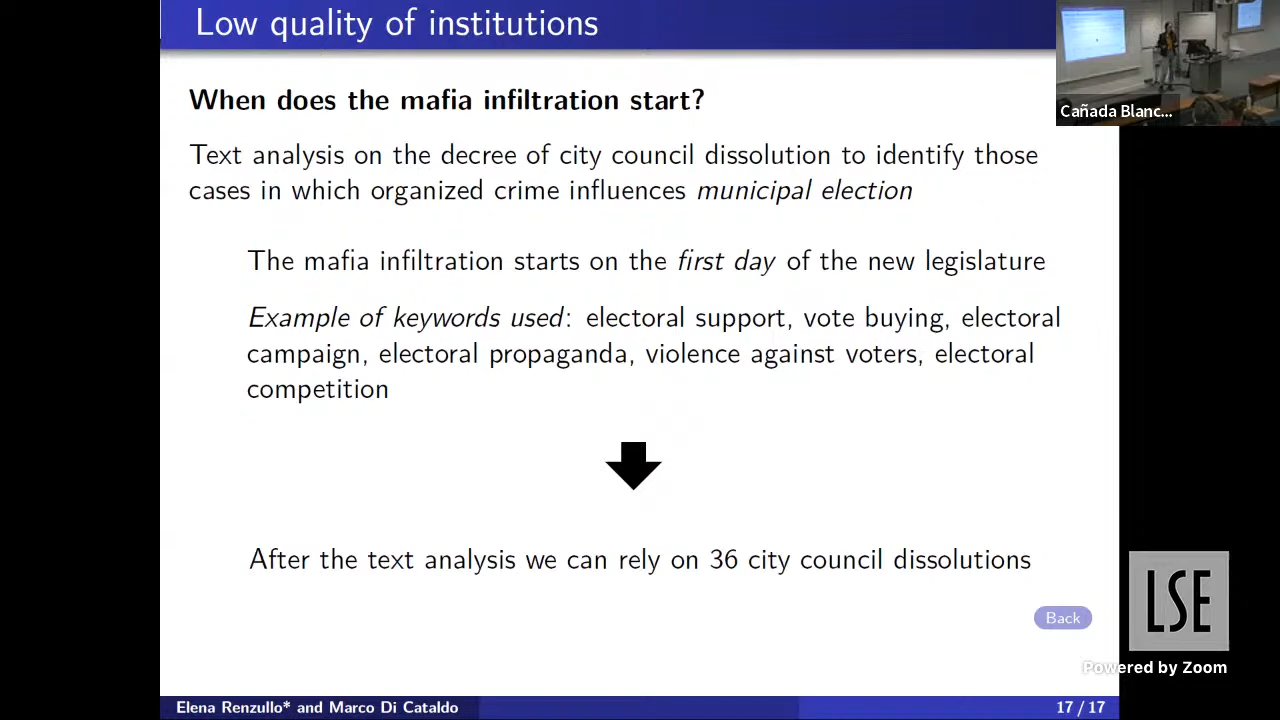 Low quality of institutions
Cañada Blanc...
When does the mafia infiltration start?
Text analysis on the decree of city council dissolution to identify those
cases in which organized crime influences municipal election
The mafia infiltration starts on the first day of the new legislature
Example of keywords used: electoral support, vote buying, electoral
campaign, electoral propaganda, violence against voters, electoral
competition
After the text analysis we can rely on 36 city council dissolutions
Back
LSE
Powered by Zoom
Elena Renzullo* and Marco Di Cataldo
17 / 17